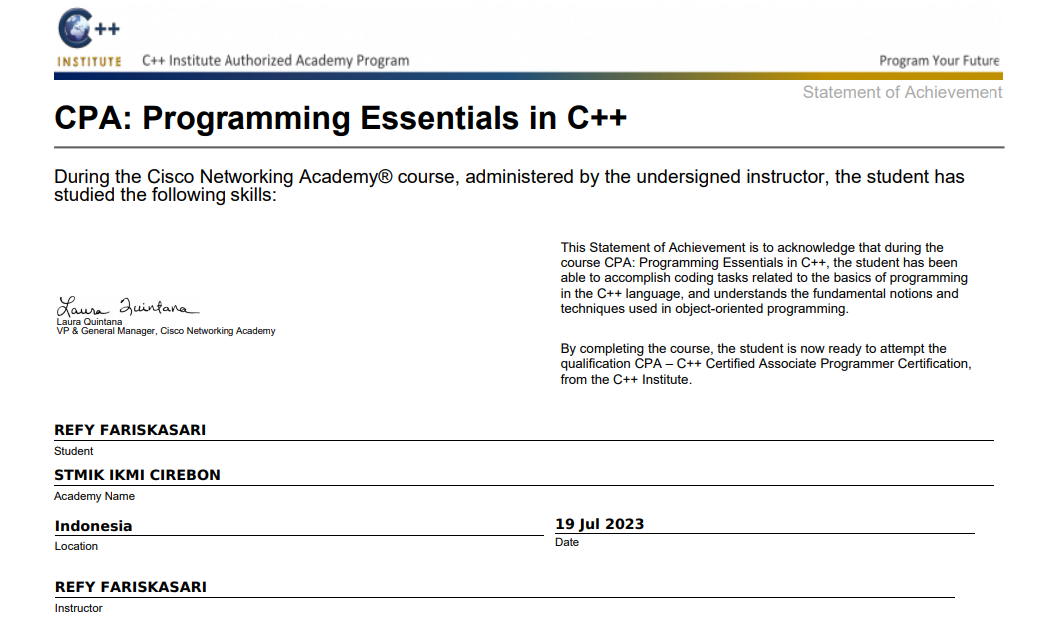 C++
INSTITUTE
C++ Institute Authorized Academy Program
Program Your Future
Statement of Achievement
CPA: Programming Essentials in C++
During the Cisco Networking Academy® course, administered by the undersigned instructor, the student has
studied the following skills:
This Statement of Achievement is to acknowledge that during the
course CPA: Programming Essentials in C++, the student has been
able to accomplish coding tasks related to the basics of programming
in the C++ language, and understands the fundamental notions and
techniques used in object-oriented programming.
Laura Quintana
Laura Quintana
VP & General Manager, Cisco Networking Academy
By completing the course, the student is now ready to attempt the
qualification CPA – C++ Certified Associate Programmer Certification,
from the C++ Institute.
REFY FARISKASARI
Student
STMIK IKMI CIREBON
Academy Name
Indonesia
Location
19 Jul 2023
Date
REFY FARISKASARI
Instructor